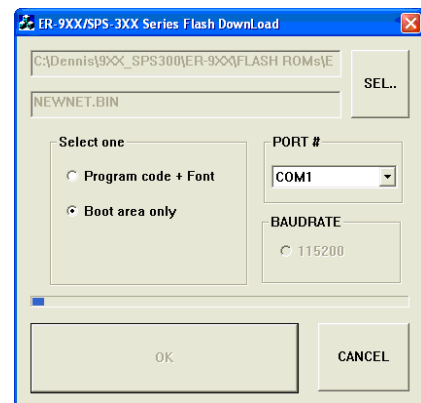 ER-9XX/SPS-3XX Series Flash DownLoad
C:\Dennis\9XX_SPS300\ER-9XX\FLASH ROMs\E
SEL..
NEWNET.BIN
Select one
PORT #
Program code + Font
COM1
Boot area only
BAUDRATE
115200
OK
CANCEL